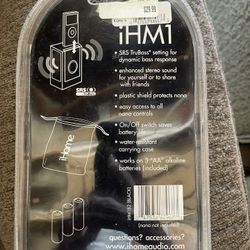 $29.99
iHM1
SRS(●)
• SRS TruBass® setting for
dynamic bass response
• enhanced stereo sound
for yourself or to share
with friends
• plastic shield protects nano
• easy access to all
nano controls
• On/Off switch saves
battery life
• water-resistant
carrying case
• works on 3 "AA" alkaline
batteries (included)
iHome
(nano not included)
questions? accessories?
www.ihomeaudio.com